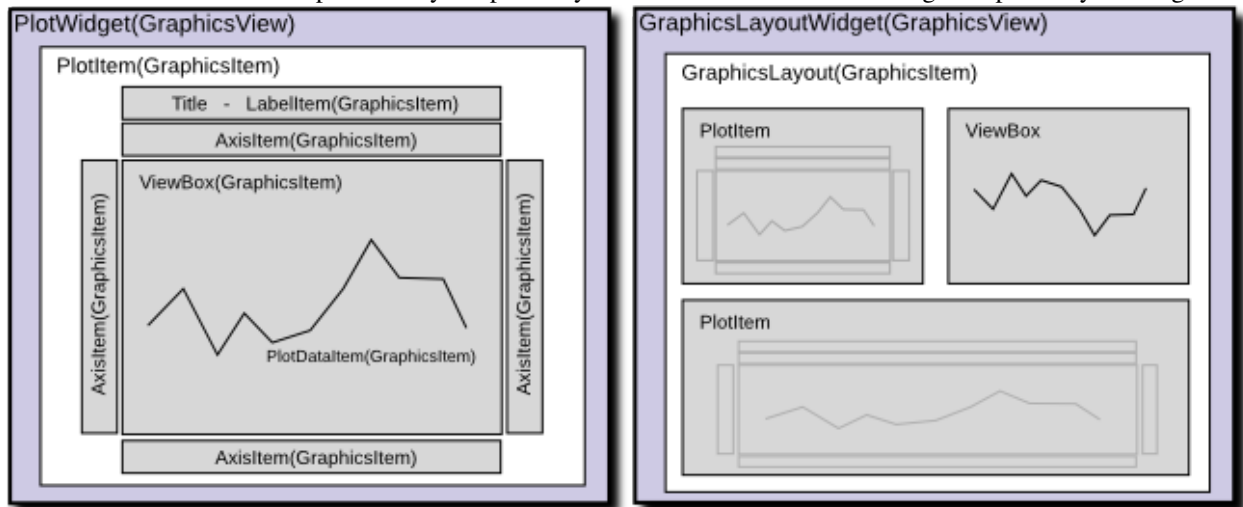 PlotWidget(GraphicsView)
PlotItem(GraphicsItem)
Title - LabelItem(GraphicsItem)
AxisItem(GraphicsItem)
AxisItem(GraphicsItem)
ViewBox(GraphicsItem)
PlotDataItem(GraphicsItem)
AxisItem(GraphicsItem)
AxisItem(GraphicsItem)
GraphicsLayoutWidget(GraphicsView)
GraphicsLayout(GraphicsItem)
PlotItem
ViewBox
PlotItem